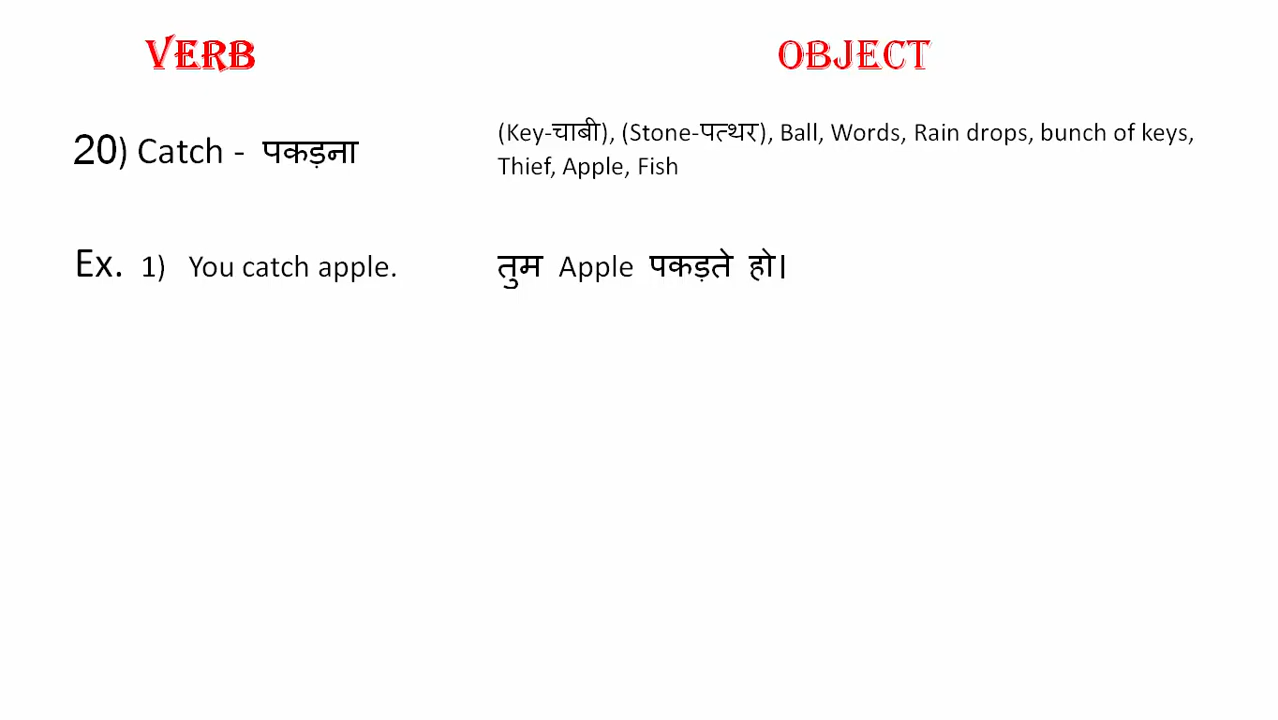 VERB OBJECT
20) Catch - पकड़ना (Key-चाबी), (Stone-पत्थर), Ball, Words, Rain drops, bunch of keys,
Thief, Apple, Fish
Ex. 1) You catch apple. तुम Apple पकड़ते हो।